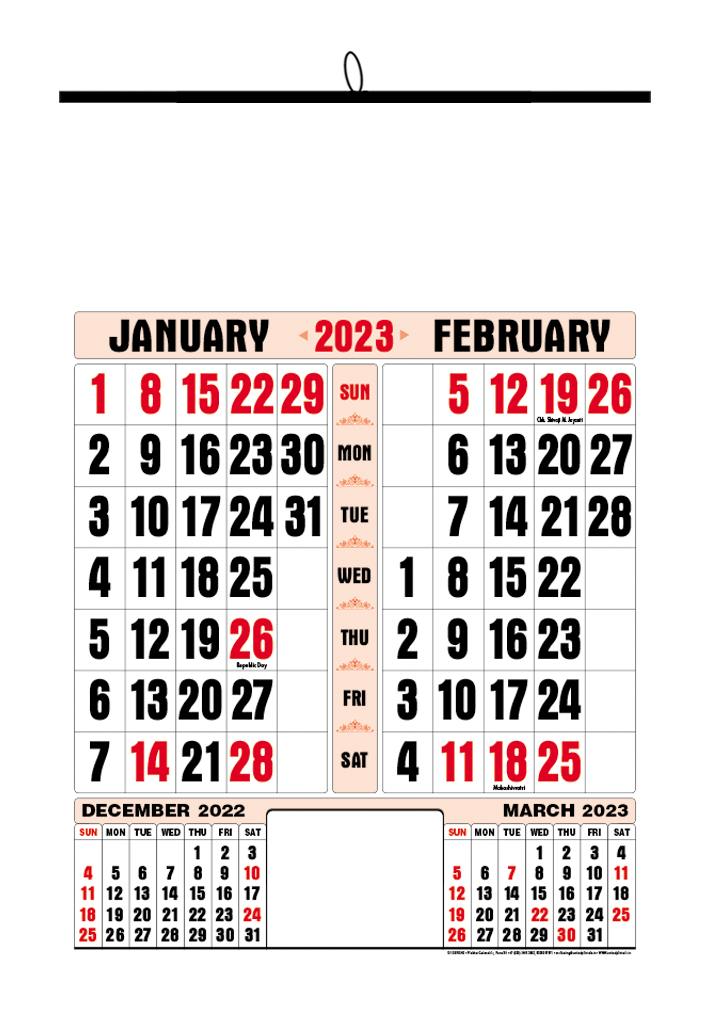 JANUARY 2023 FEBRUARY
1 8 15 22 29 SUN 5 12 19 26
Chh. Shivaji M. Jayanti
2 9 16 23 30 MON 6 13 20 27
3 10 17 24 31 TUE 7 14 21 28
4 11 18 25 WED 1 8 15 22
5 12 19 26 THU 2 9 16 23
Republic Day
6 13 20 27 FRI 3 10 17 24
7 14 21 28 SAT 4 11 18 25
Mahashivratri
DECEMBER 2022
SUN MON TUE WED THU FRI SAT
1 2 3
4 5 6 7 8 9 10
11 12 13 14 15 16 17
18 19 20 21 22 23 24
25 26 27 28 29 30 31
MARCH 2023
SUN MON TUE WED THU FRI SAT
1 2 3 4
5 6 7 8 9 10 11
12 13 14 15 16 17 18
19 20 21 22 23 24 25
26 27 28 29 30 31